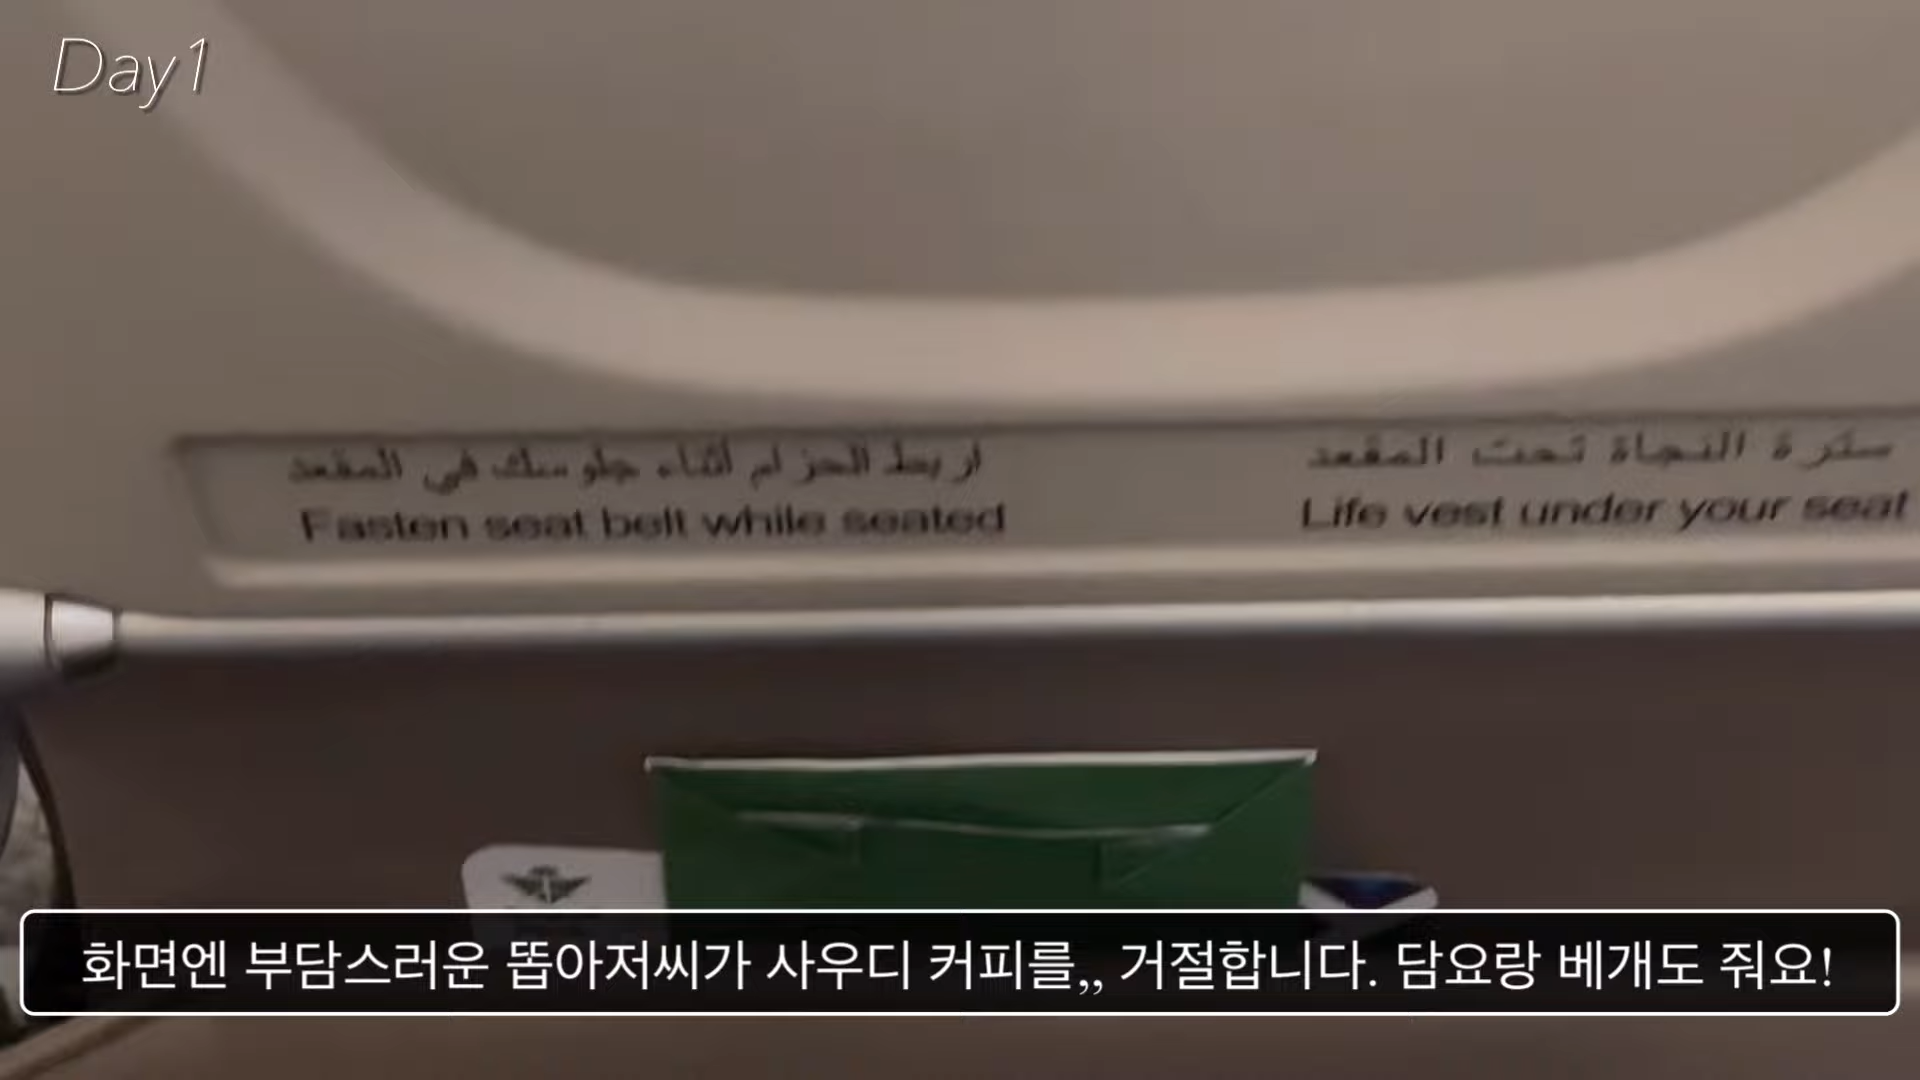 Day1
اربط الحزام أثناء جلوسك في المقعد
Fasten seat belt while seated
سترة النجاة تحت المقعد
Life vest under your seat
화면엔 부담스러운 뚭아저씨가 사우디 커피를,, 거절합니다. 담요랑 베개도 줘요!